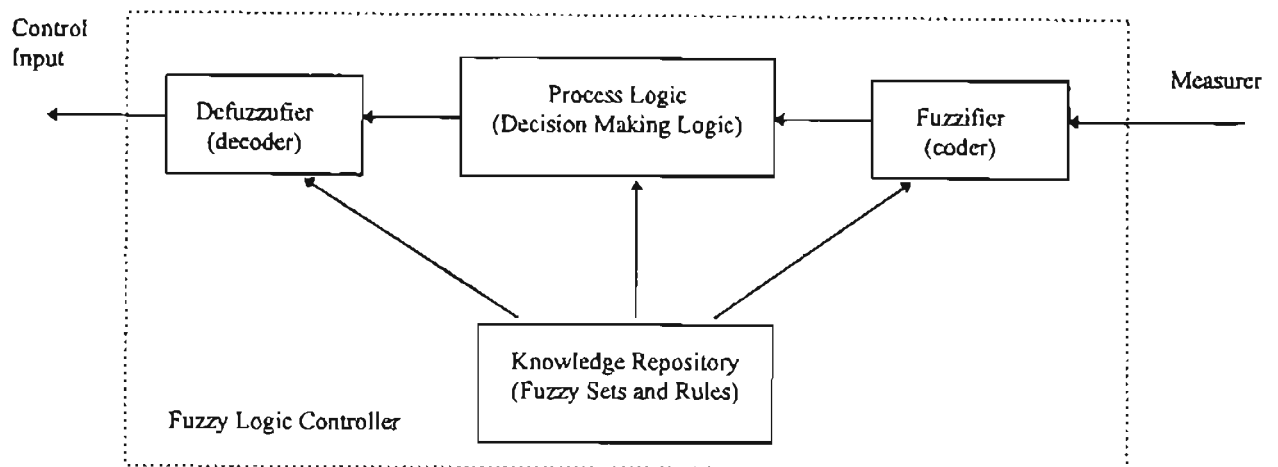 Control
Input
Defuzzufier
(decoder)
Process Logic
(Decision Making Logic)
Fuzzifier
(coder)
Measurer
Knowledge Repository
(Fuzzy Sets and Rules)
Fuzzy Logic Controller